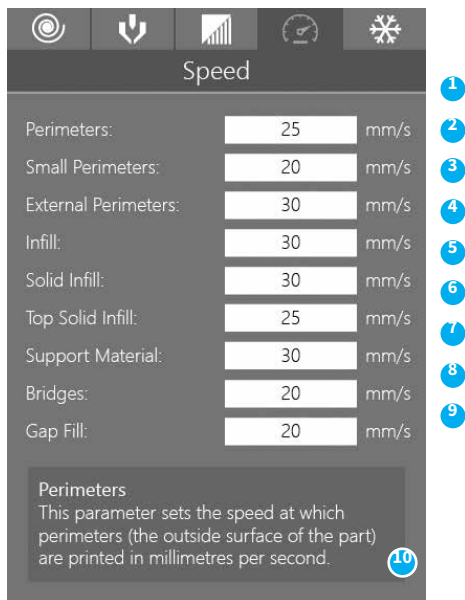 Speed
1
Perimeters: 25 mm/s 2
Small Perimeters: 20 mm/s 3
External Perimeters: 30 mm/s 4
Infill: 30 mm/s 5
Solid Infill: 30 mm/s 6
Top Solid Infill: 25 mm/s 7
Support Material: 30 mm/s 8
Bridges: 20 mm/s 9
Gap Fill: 20 mm/s
Perimeters
This parameter sets the speed at which
perimeters (the outside surface of the part)
are printed in millimetres per second. 10